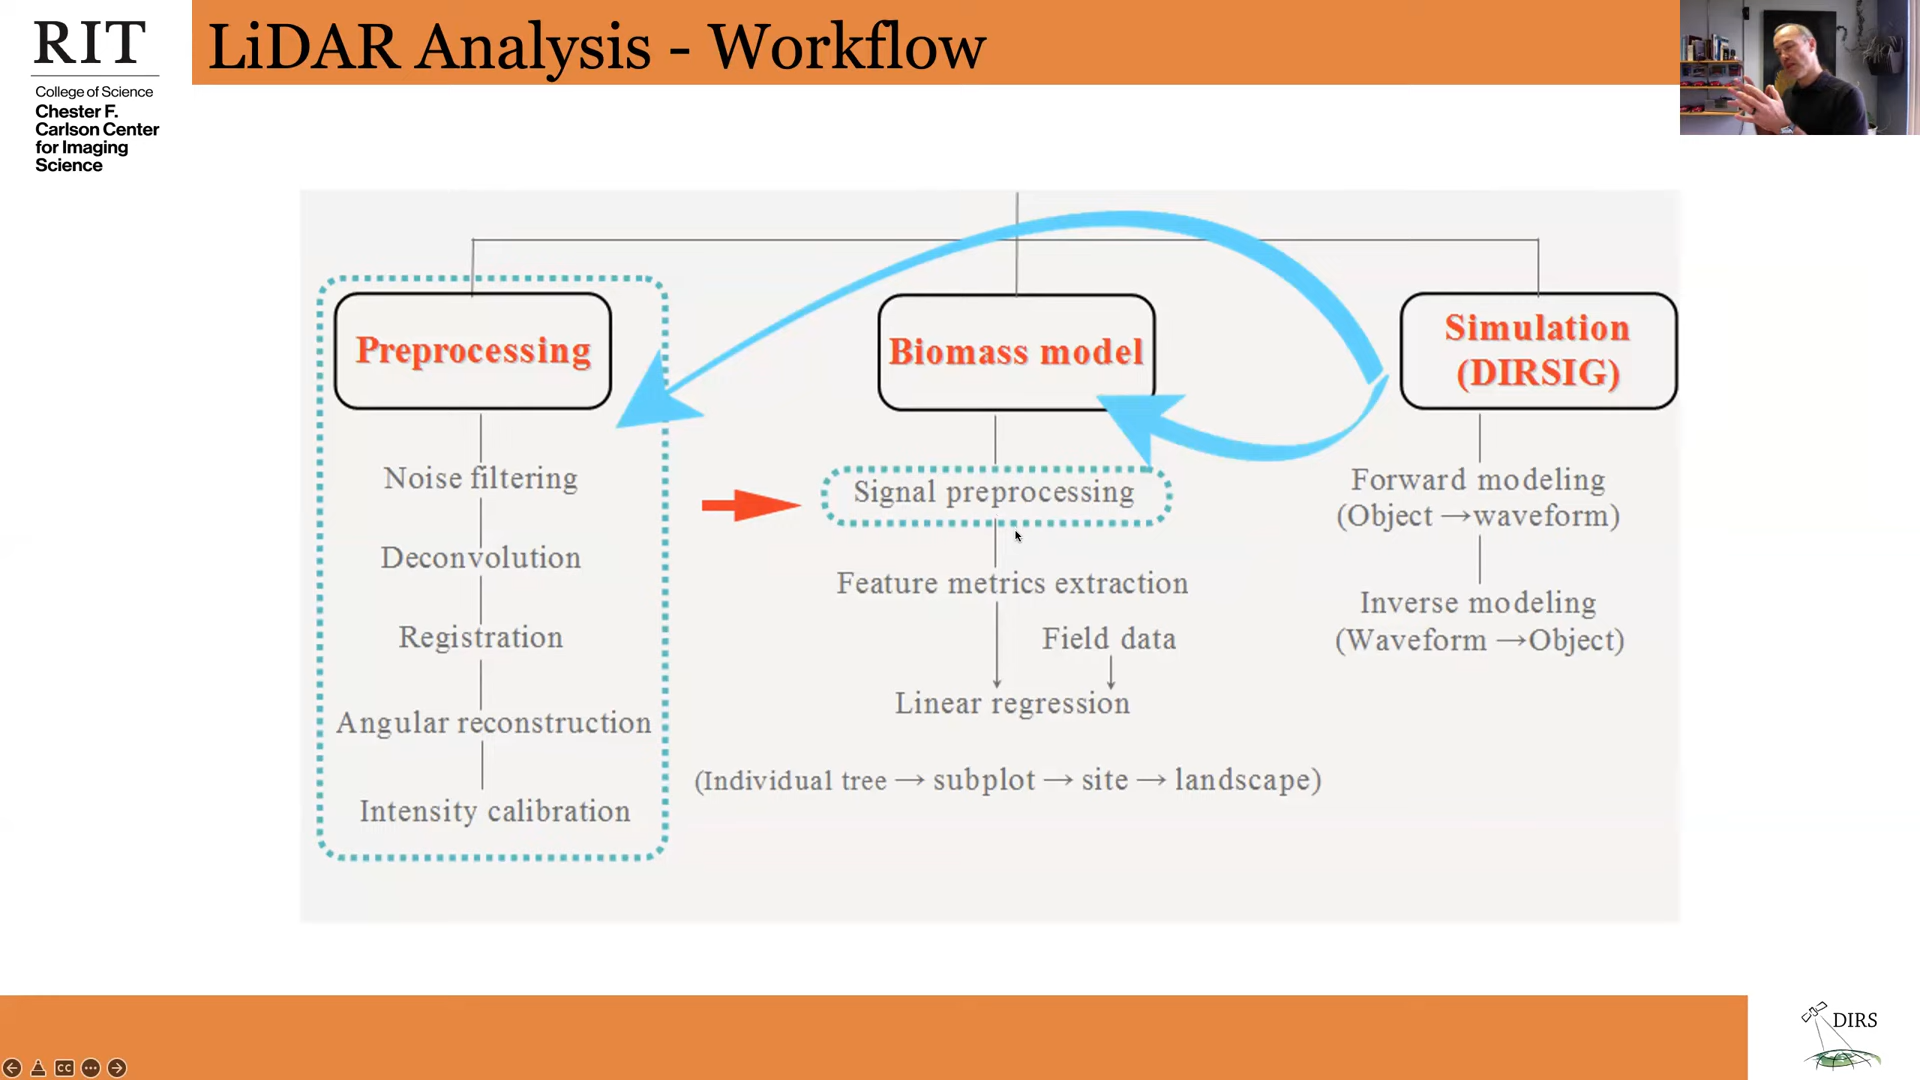 RIT
College of Science
Chester F.
Carlson Center
for Imaging
Science
LiDAR Analysis - Workflow
Preprocessing
Noise filtering
Deconvolution
Registration
Angular reconstruction
Intensity calibration
Biomass model
Signal preprocessing
Feature metrics extraction
Field data
Linear regression
(Individual tree → subplot → site → landscape)
Simulation
(DIRSIG)
Forward modeling
(Object →waveform)
Inverse modeling
(Waveform →Object)
CC
DIRS